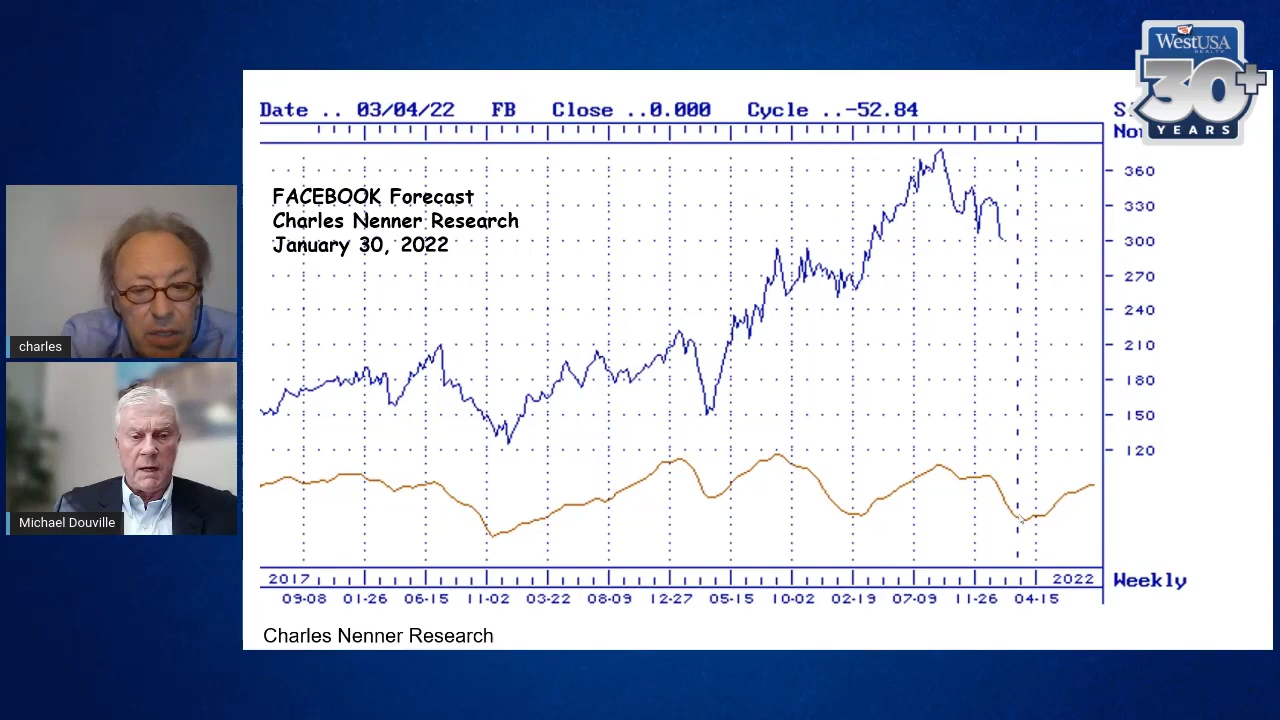 WestUSA
REALTY
30+
YEARS
Date .. 03/04/22 FB Close ..0.000 Cycle ..-52.84
FACEBOOK Forecast
Charles Nenner Research
January 30, 2022
360
330
300
270
240
210
180
150
120
charles
Michael Douville
2017 2022
Weekly
09-08 01-26 06-15 11-02 03-22 08-09 12-27 05-15 10-02 02-19 07-09 11-26 04-15
Charles Nenner Research